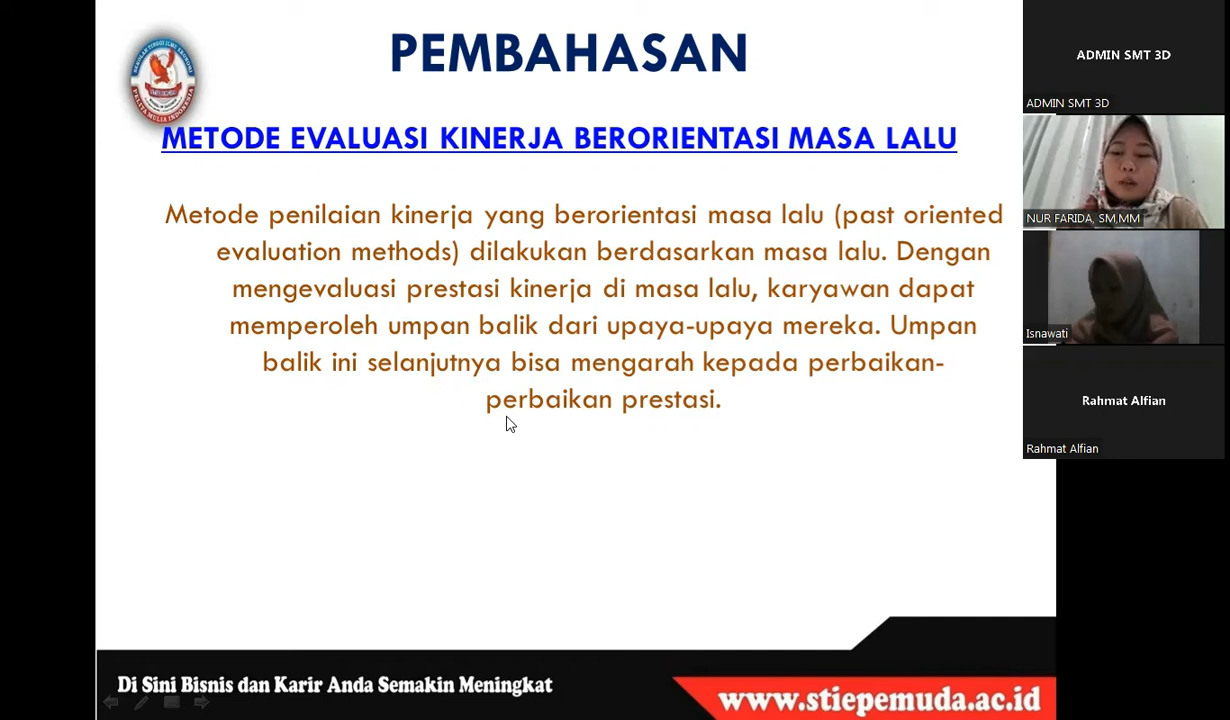 PEMBAHASAN
METODE EVALUASI KINERJA BERORIENTASI MASA LALU
Metode penilaian kinerja yang berorientasi masa lalu (past oriented
evaluation methods) dilakukan berdasarkan masa lalu. Dengan
mengevaluasi prestasi kinerja di masa lalu, karyawan dapat
memperoleh umpan balik dari upaya-upaya mereka. Umpan
balik ini selanjutnya bisa mengarah kepada perbaikan-
perbaikan prestasi.
Di Sini Bisnis dan Karir Anda Semakin Meningkat
www.stiepemuda.ac.id
ADMIN SMT 3D
ADMIN SMT 3D
NUR FARIDA, SM,MM
Isnawati
Rahmat Alfian
Rahmat Alfian